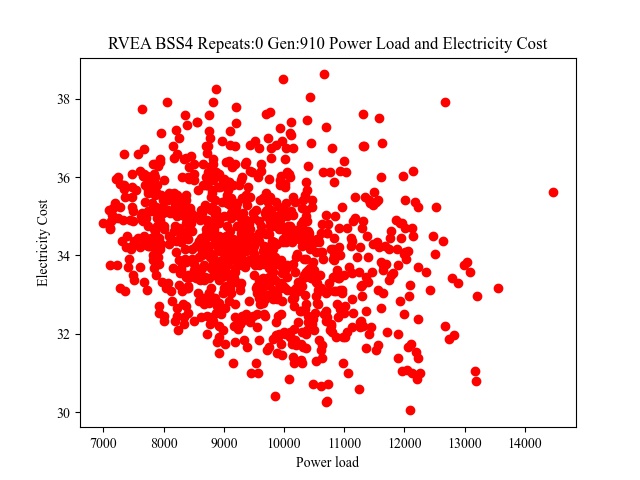 RVEA BSS4 Repeats:0 Gen:910 Power Load and Electricity Cost
Electricity Cost
38
36
34
32
30
7000 8000 9000 10000 11000 12000 13000 14000
Power load